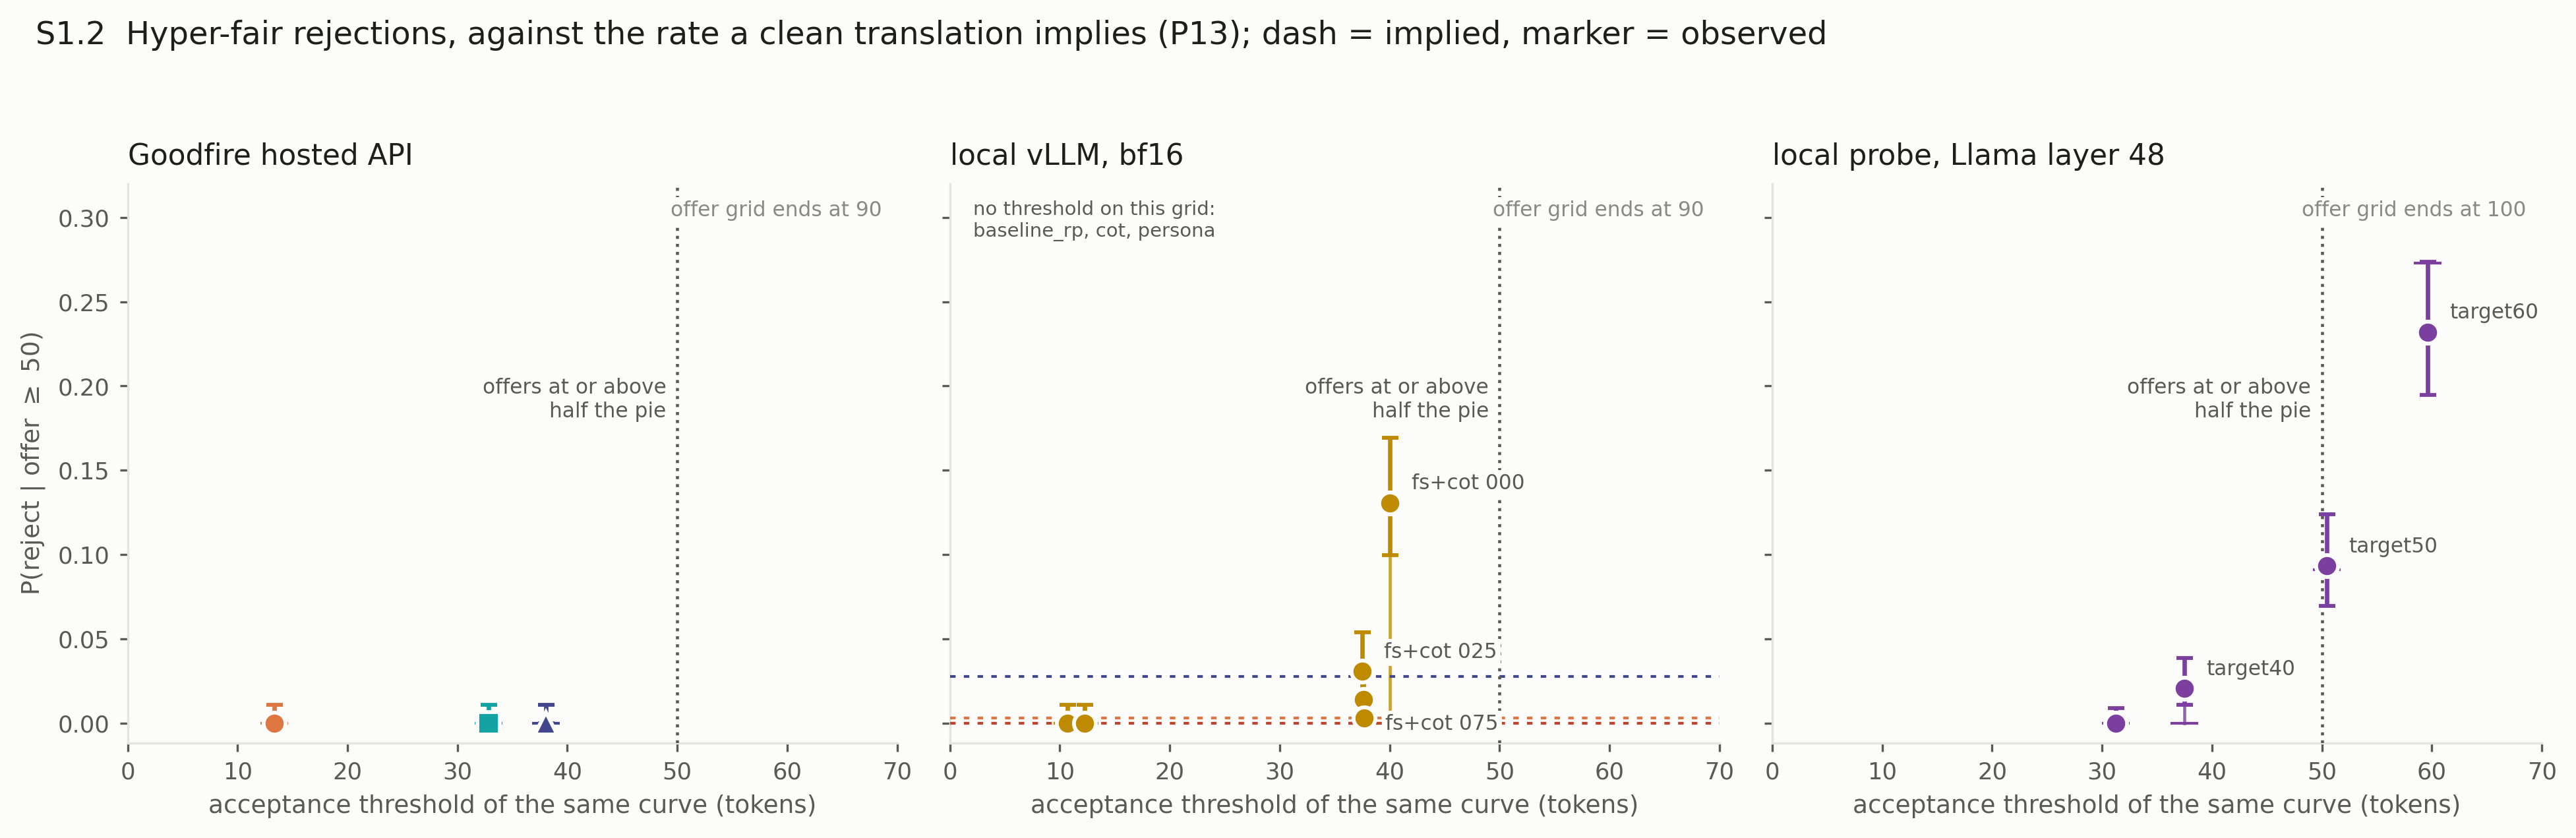 S1.2  Hyper-fair rejections, against the rate a clean translation implies (P13); dash = implied, marker = observed
Goodfire hosted API
local vLLM, bf16
local probe, Llama layer 48
P(reject | offer ≥ 50)
0.30
0.25
0.20
0.15
0.10
0.05
0.00
offer grid ends at 90
offers at or above
half the pie
0 10 20 30 40 50 60 70
acceptance threshold of the same curve (tokens)
no threshold on this grid:
baseline_rp, cot, persona
offer grid ends at 90
offers at or above
half the pie
fs+cot 000
fs+cot 025
fs+cot 075
0 10 20 30 40 50 60 70
acceptance threshold of the same curve (tokens)
offer grid ends at 100
target60
offers at or above
half the pie
target50
target40
0 10 20 30 40 50 60 70
acceptance threshold of the same curve (tokens)